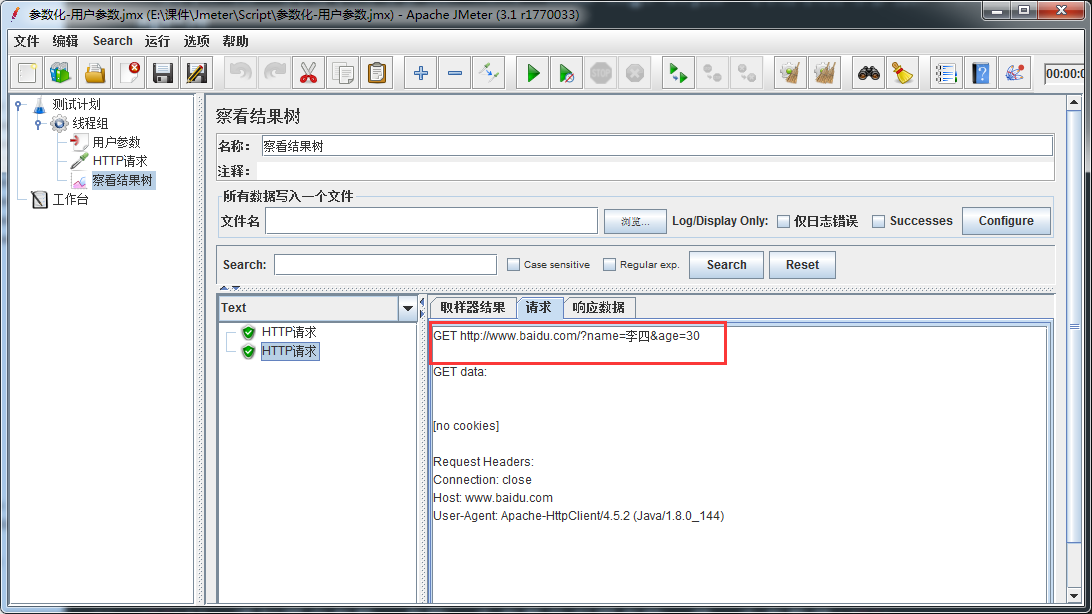 参数化-用户参数.jmx (E:\课件\Jmeter\Script\参数化-用户参数.jmx) - Apache JMeter (3.1 r1770033)
文件 编辑 Search 运行 选项 帮助
STOP
00:00:0
测试计划
线程组
用户参数
HTTP请求
察看结果树
工作台
察看结果树
名称： 察看结果树
注释：
所有数据写入一个文件
文件名 浏览... Log/Display Only: 仅日志错误 Successes Configure
Search: Case sensitive Regular exp. Search Reset
Text
HTTP请求
HTTP请求
取样器结果 请求 响应数据
GET http://www.baidu.com/?name=李四&age=30
GET data:
[no cookies]
Request Headers:
Connection: close
Host: www.baidu.com
User-Agent: Apache-HttpClient/4.5.2 (Java/1.8.0_144)